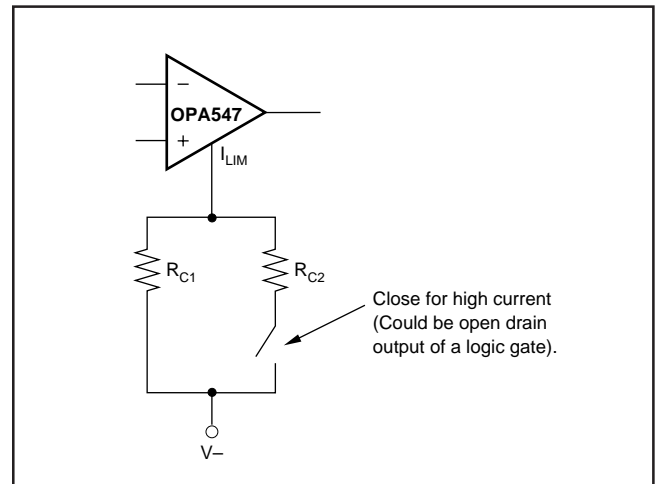 −
OPA547
+
I_LIM
R_C1
R_C2
Close for high current
(Could be open drain
output of a logic gate).
V–